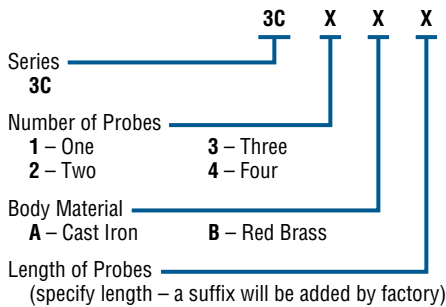 3C X X X
Series
3C
Number of Probes
1 – One 3 – Three
2 – Two 4 – Four
Body Material
A – Cast Iron B – Red Brass
Length of Probes
(specify length – a suffix will be added by factory)